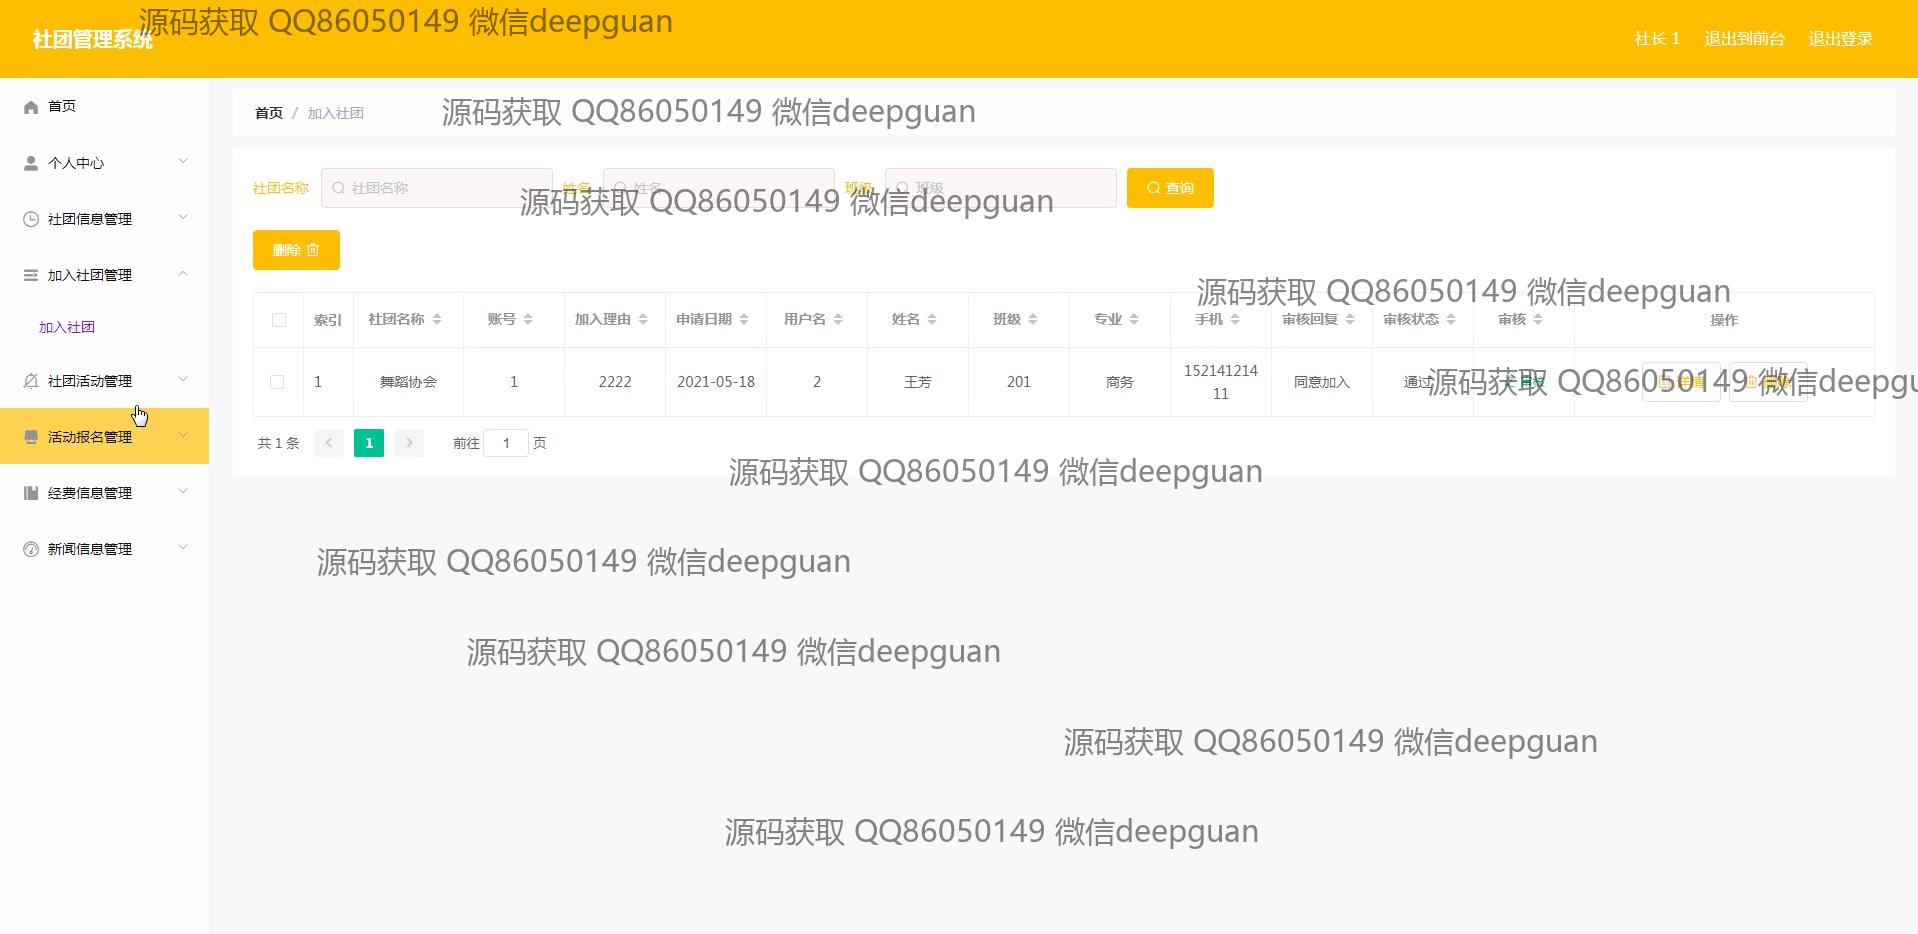 源码获取 QQ86050149 微信deepguan
社团管理系统
社长 1 退出到前台 退出登录
首页
个人中心
社团信息管理
加入社团管理
加入社团
社团活动管理
活动报名管理
经费信息管理
新闻信息管理
首页 / 加入社团
源码获取 QQ86050149 微信deepguan
社团名称 社团名称 姓名 姓名 班级 班级 查询
源码获取 QQ86050149 微信deepguan
删除
源码获取 QQ86050149 微信deepguan
索引 社团名称 账号 加入理由 申请日期 用户名 姓名 班级 专业 手机 审核回复 审核状态 审核 操作
1 舞蹈协会 1 2222 2021-05-18 2 王芳 201 商务 152141214 同意加入 通过 审核 详情 删除
11
源码获取 QQ86050149 微信deepgu
共 1 条 1 前往 1 页
源码获取 QQ86050149 微信deepguan
源码获取 QQ86050149 微信deepguan
源码获取 QQ86050149 微信deepguan
源码获取 QQ86050149 微信deepguan
源码获取 QQ86050149 微信deepguan